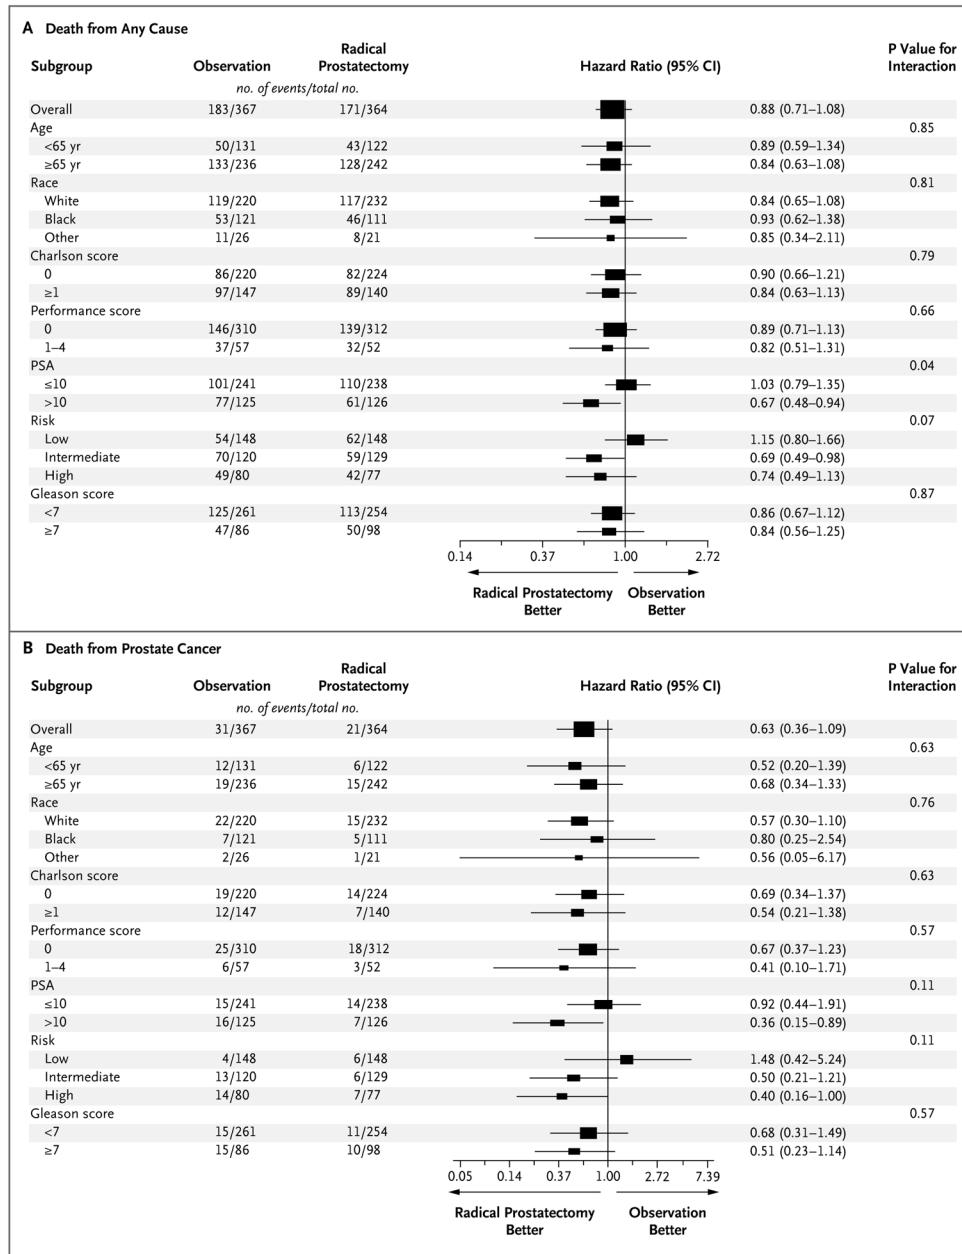 A Death from Any Cause
Subgroup Observation Radical Prostatectomy Hazard Ratio (95% CI) P Value for Interaction
no. of events/total no.
Overall 183/367 171/364 0.88 (0.71–1.08)
Age 0.85
<65 yr 50/131 43/122 0.89 (0.59–1.34)
≥65 yr 133/236 128/242 0.84 (0.63–1.08)
Race 0.81
White 119/220 117/232 0.84 (0.65–1.08)
Black 53/121 46/111 0.93 (0.62–1.38)
Other 11/26 8/21 0.85 (0.34–2.11)
Charlson score 0.79
0 86/220 82/224 0.90 (0.66–1.21)
≥1 97/147 89/140 0.84 (0.63–1.13)
Performance score 0.66
0 146/310 139/312 0.89 (0.71–1.13)
1–4 37/57 32/52 0.82 (0.51–1.31)
PSA 0.04
≤10 101/241 110/238 1.03 (0.79–1.35)
>10 77/125 61/126 0.67 (0.48–0.94)
Risk 0.07
Low 54/148 62/148 1.15 (0.80–1.66)
Intermediate 70/120 59/129 0.69 (0.49–0.98)
High 49/80 42/77 0.74 (0.49–1.13)
Gleason score 0.87
<7 125/261 113/254 0.86 (0.67–1.12)
≥7 47/86 50/98 0.84 (0.56–1.25)
0.14 0.37 1.00 2.72
Radical Prostatectomy Better Observation Better
B Death from Prostate Cancer
Subgroup Observation Radical Prostatectomy Hazard Ratio (95% CI) P Value for Interaction
no. of events/total no.
Overall 31/367 21/364 0.63 (0.36–1.09)
Age 0.63
<65 yr 12/131 6/122 0.52 (0.20–1.39)
≥65 yr 19/236 15/242 0.68 (0.34–1.33)
Race 0.76
White 22/220 15/232 0.57 (0.30–1.10)
Black 7/121 5/111 0.80 (0.25–2.54)
Other 2/26 1/21 0.56 (0.05–6.17)
Charlson score 0.63
0 19/220 14/224 0.69 (0.34–1.37)
≥1 12/147 7/140 0.54 (0.21–1.38)
Performance score 0.57
0 25/310 18/312 0.67 (0.37–1.23)
1–4 6/57 3/52 0.41 (0.10–1.71)
PSA 0.11
≤10 15/241 14/238 0.92 (0.44–1.91)
>10 16/125 7/126 0.36 (0.15–0.89)
Risk 0.11
Low 4/148 6/148 1.48 (0.42–5.24)
Intermediate 13/120 6/129 0.50 (0.21–1.21)
High 14/80 7/77 0.40 (0.16–1.00)
Gleason score 0.57
<7 15/261 11/254 0.68 (0.31–1.49)
≥7 15/86 10/98 0.51 (0.23–1.14)
0.05 0.14 0.37 1.00 2.72 7.39
Radical Prostatectomy Better Observation Better